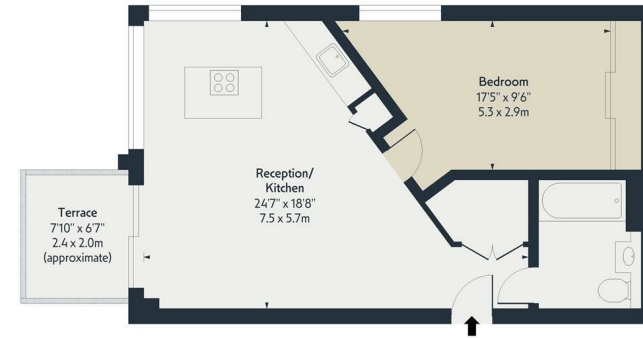 Bedroom
17'5" x 9'6"
5.3 x 2.9m
Reception/
Kitchen
24'7" x 18'8"
7.5 x 5.7m
Terrace
7'10" x 6'7"
2.4 x 2.0m
(approximate)